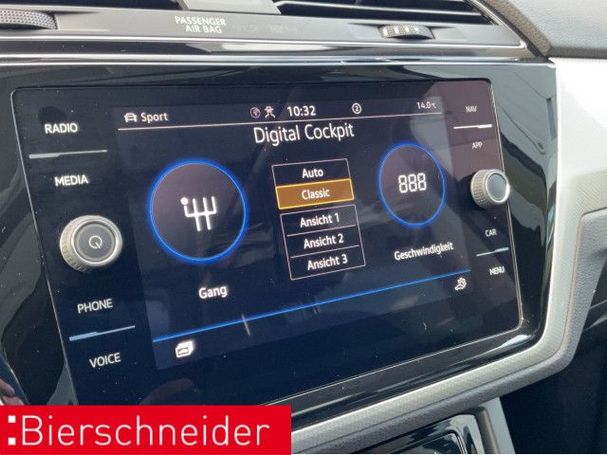 PASSENGER
AIR BAG
RADIO
MEDIA
PHONE
VOICE
Sport
10:32
2
14.0°C
Digital Cockpit
Auto
Classic
Ansicht 1
Ansicht 2
Ansicht 3
888
Gang
Geschwindigkeit
NAV
APP
CAR
MENU
Bierschneider